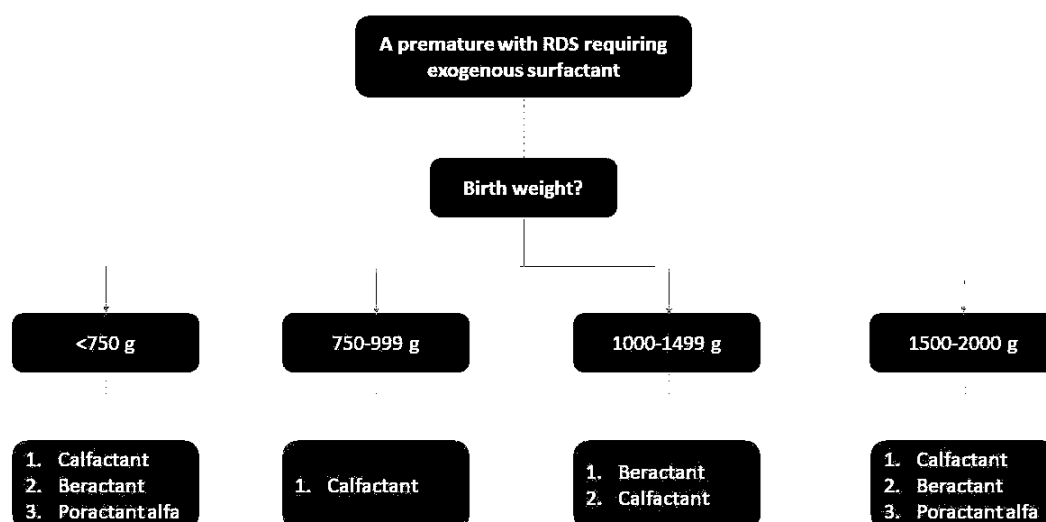 A premature with RDS requiring
exogenous surfactant
Birth weight?
<750 g
750-999 g
1000-1499 g
1500-2000 g
1. Calfactant
2. Beractant
3. Poractant alfa
1. Calfactant
1. Beractant
2. Calfactant
1. Calfactant
2. Beractant
3. Poractant alfa